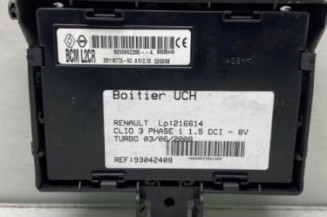 BCM L2CR
Boitier UCH
RENAULT Lp:216614
CLIO 3 PHASE 1 1.5 DCI - 8V
TURBO 03/06/2008
REF:93042408